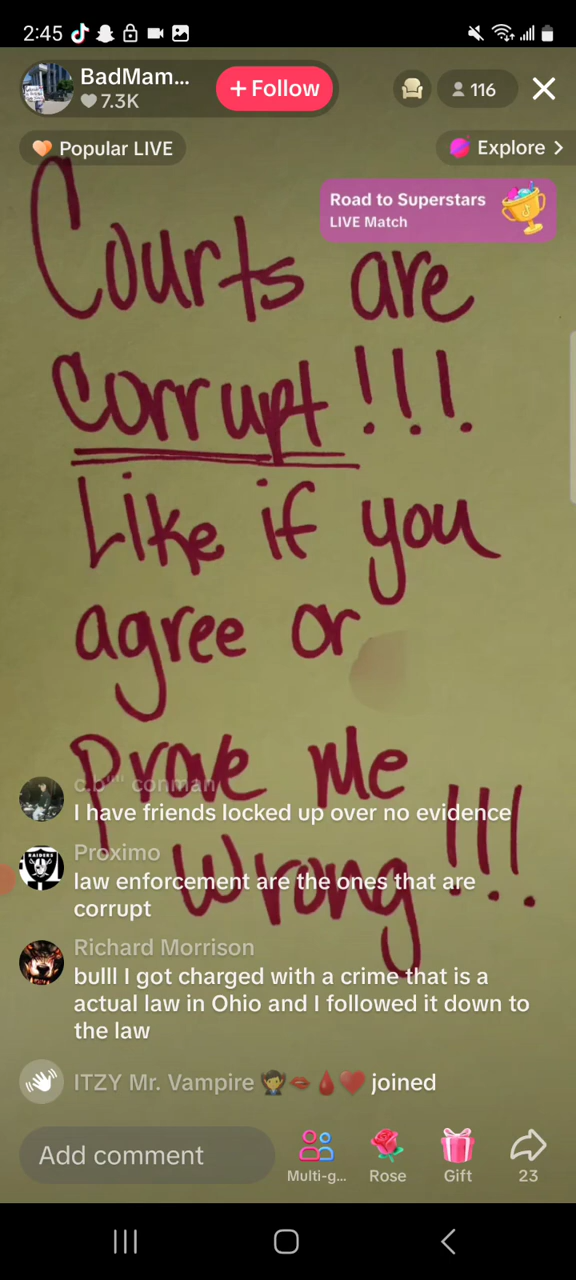 2:45
BadMam...
7.3K
+ Follow
116
Popular LIVE
Explore >
Road to Superstars
LIVE Match
Courts are
corrupt!!!
Like if you
agree or
prove me
wrong!!!
c.b"" conman
I have friends locked up over no evidence
Proximo
law enforcement are the ones that are
corrupt
RAIDERS
Richard Morrison
bulll I got charged with a crime that is a
actual law in Ohio and I followed it down to
the law
ITZY Mr. Vampire 🧛🫦🩸❤️ joined
Add comment
Multi-g...
Rose
Gift
23